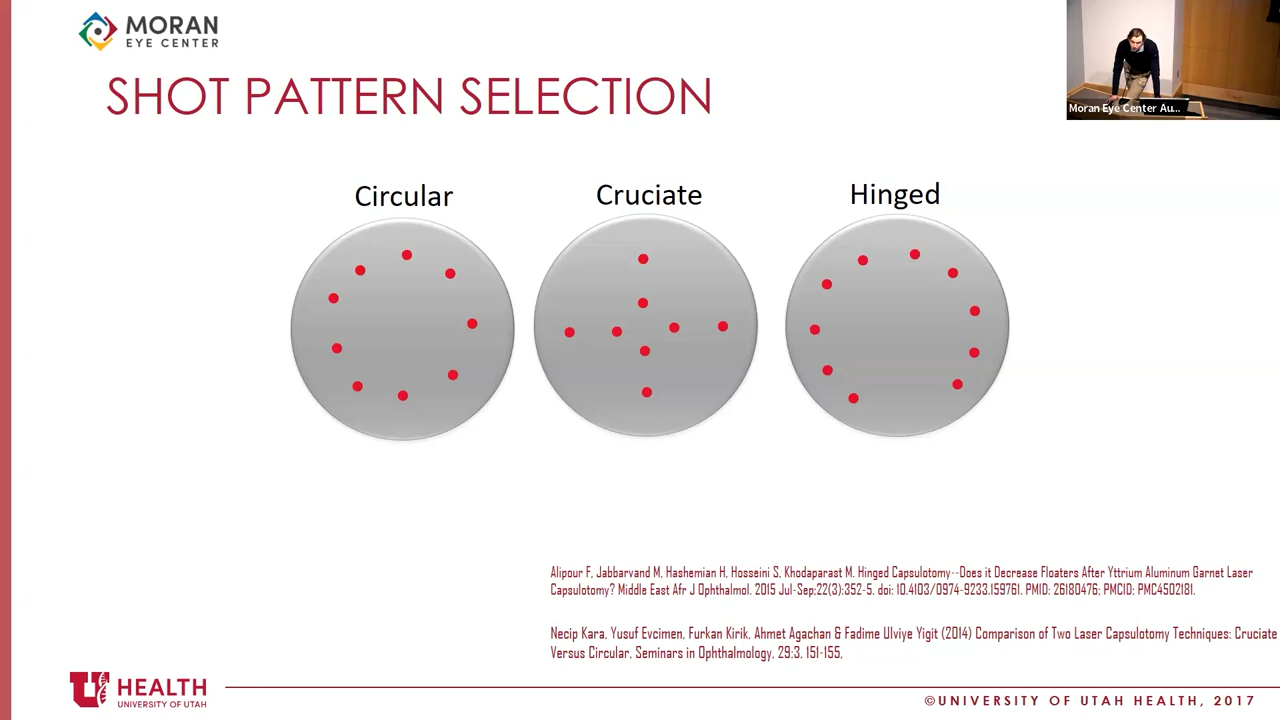 MORAN
EYE CENTER
Moran Eye Center Au...
SHOT PATTERN SELECTION
Circular
Cruciate
Hinged
Alipour F, Jabbarvand M, Hashemian H, Hosseini S, Khodaparast M. Hinged Capsulotomy--Does it Decrease Floaters After Yttrium Aluminum Garnet Laser
Capsulotomy? Middle East Afr J Ophthalmol. 2015 Jul-Sep;22(3):352-5. doi: 10.4103/0974-9233.159761. PMID: 26180476; PMCID: PMC4502181.
Necip Kara, Yusuf Evcimen, Furkan Kirik, Ahmet Agachan & Fadime Ulviye Yigit (2014) Comparison of Two Laser Capsulotomy Techniques: Cruciate
Versus Circular, Seminars in Ophthalmology, 29:3, 151-155,
U HEALTH
UNIVERSITY OF UTAH
©UNIVERSITY OF UTAH HEALTH, 2017